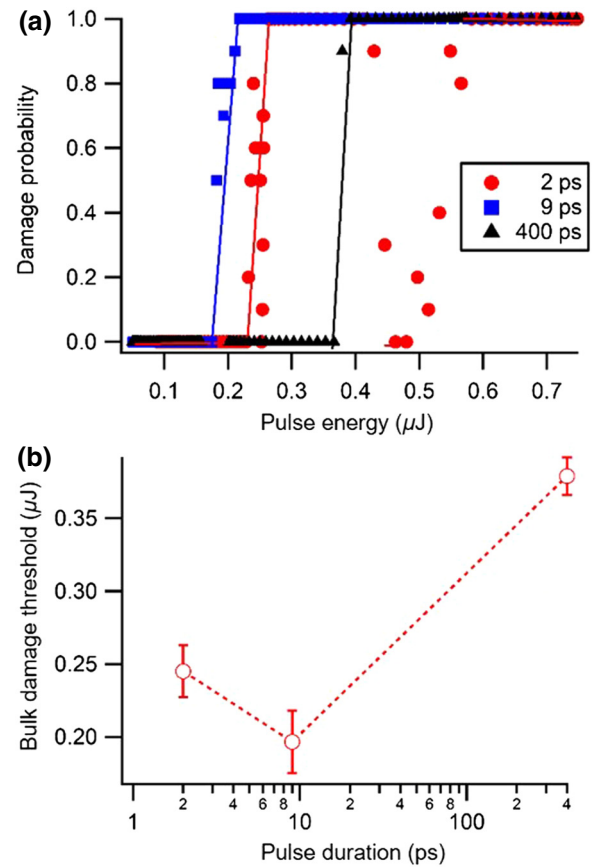 (a)
Damage probability
1.0
0.8
0.6
0.4
0.2
0.0
2 ps
9 ps
400 ps
0.1 0.2 0.3 0.4 0.5 0.6 0.7
Pulse energy (μJ)
(b)
Bulk damage threshold (μJ)
0.35
0.30
0.25
0.20
1 2 4 6 8 10 2 4 6 8 100 2 4
Pulse duration (ps)